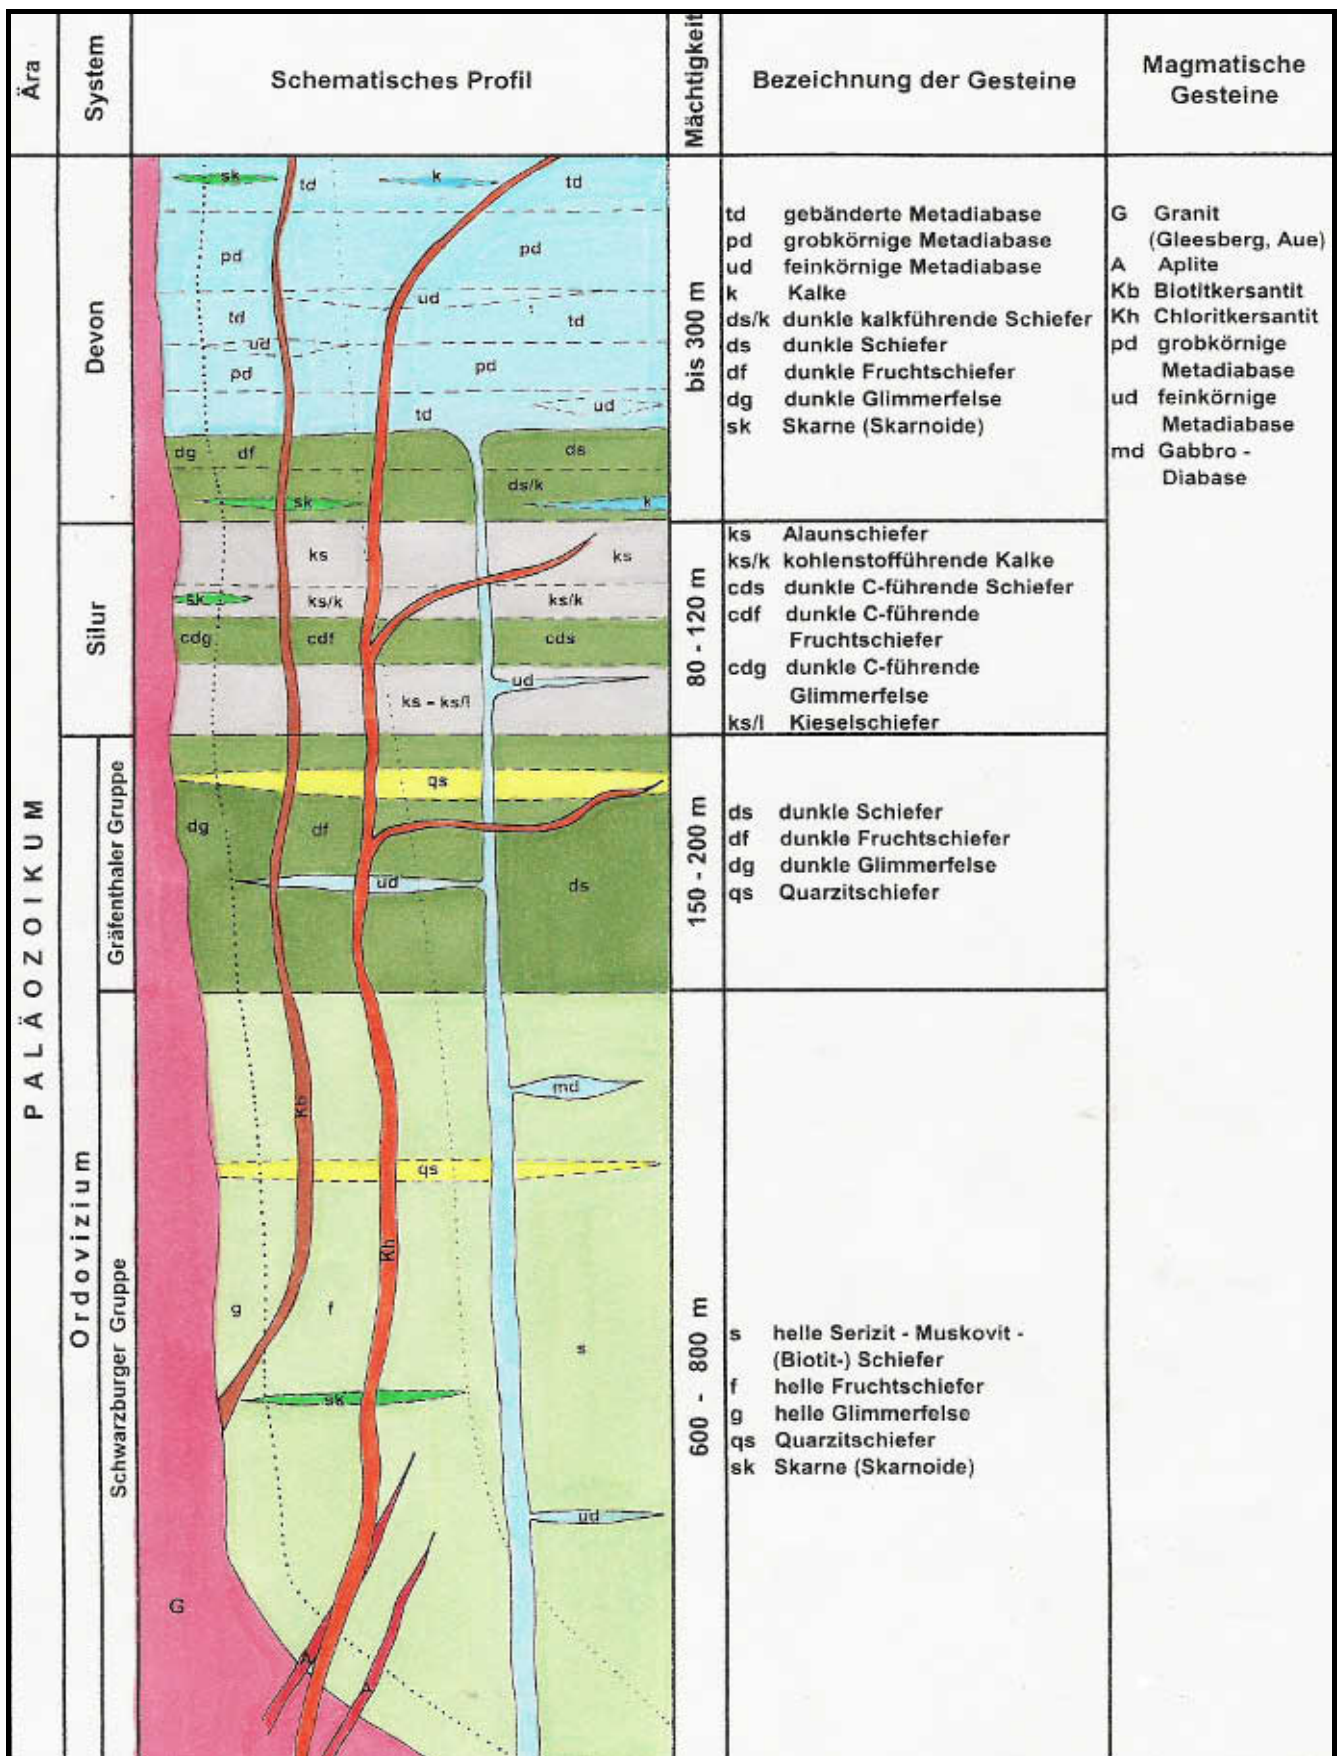 Ära
System
Schematisches Profil
Mächtigkeit
Bezeichnung der Gesteine
Magmatische
Gesteine
PALÄOZOIKUM
Devon
sk
td
k
td
pd
pd
ud
td
td
ud
pd
pd
td
ud
dg
df
ds
ds/k
sk
k
bis 300 m
td gebänderte Metadiabase
pd grobkörnige Metadiabase
ud feinkörnige Metadiabase
k Kalke
ds/k dunkle kalkführende Schiefer
ds dunkle Schiefer
df dunkle Fruchtschiefer
dg dunkle Glimmerfelse
sk Skarne (Skarnoide)
G Granit
(Gleesberg, Aue)
A Aplite
Kb Biotitkersantit
Kh Chloritkersantit
pd grobkörnige
Metadiabase
ud feinkörnige
Metadiabase
md Gabbro -
Diabase
Silur
ks
ks
sk
ks/k
ks/k
cdg
cdf
cds
ud
ks - ks/l
80 - 120 m
ks Alaunschiefer
ks/k kohlenstofführende Kalke
cds dunkle C-führende Schiefer
cdf dunkle C-führende
Fruchtschiefer
cdg dunkle C-führende
Glimmerfelse
ks/l Kieselschiefer
Ordovizium
Gräfenthaler Gruppe
qs
dg
df
ud
ds
150 - 200 m
ds dunkle Schiefer
df dunkle Fruchtschiefer
dg dunkle Glimmerfelse
qs Quarzitschiefer
Schwarzburger Gruppe
md
Kb
qs
Kh
g
f
s
sk
ud
G
A
A
600 - 800 m
s helle Serizit - Muskovit -
(Biotit-) Schiefer
f helle Fruchtschiefer
g helle Glimmerfelse
qs Quarzitschiefer
sk Skarne (Skarnoide)